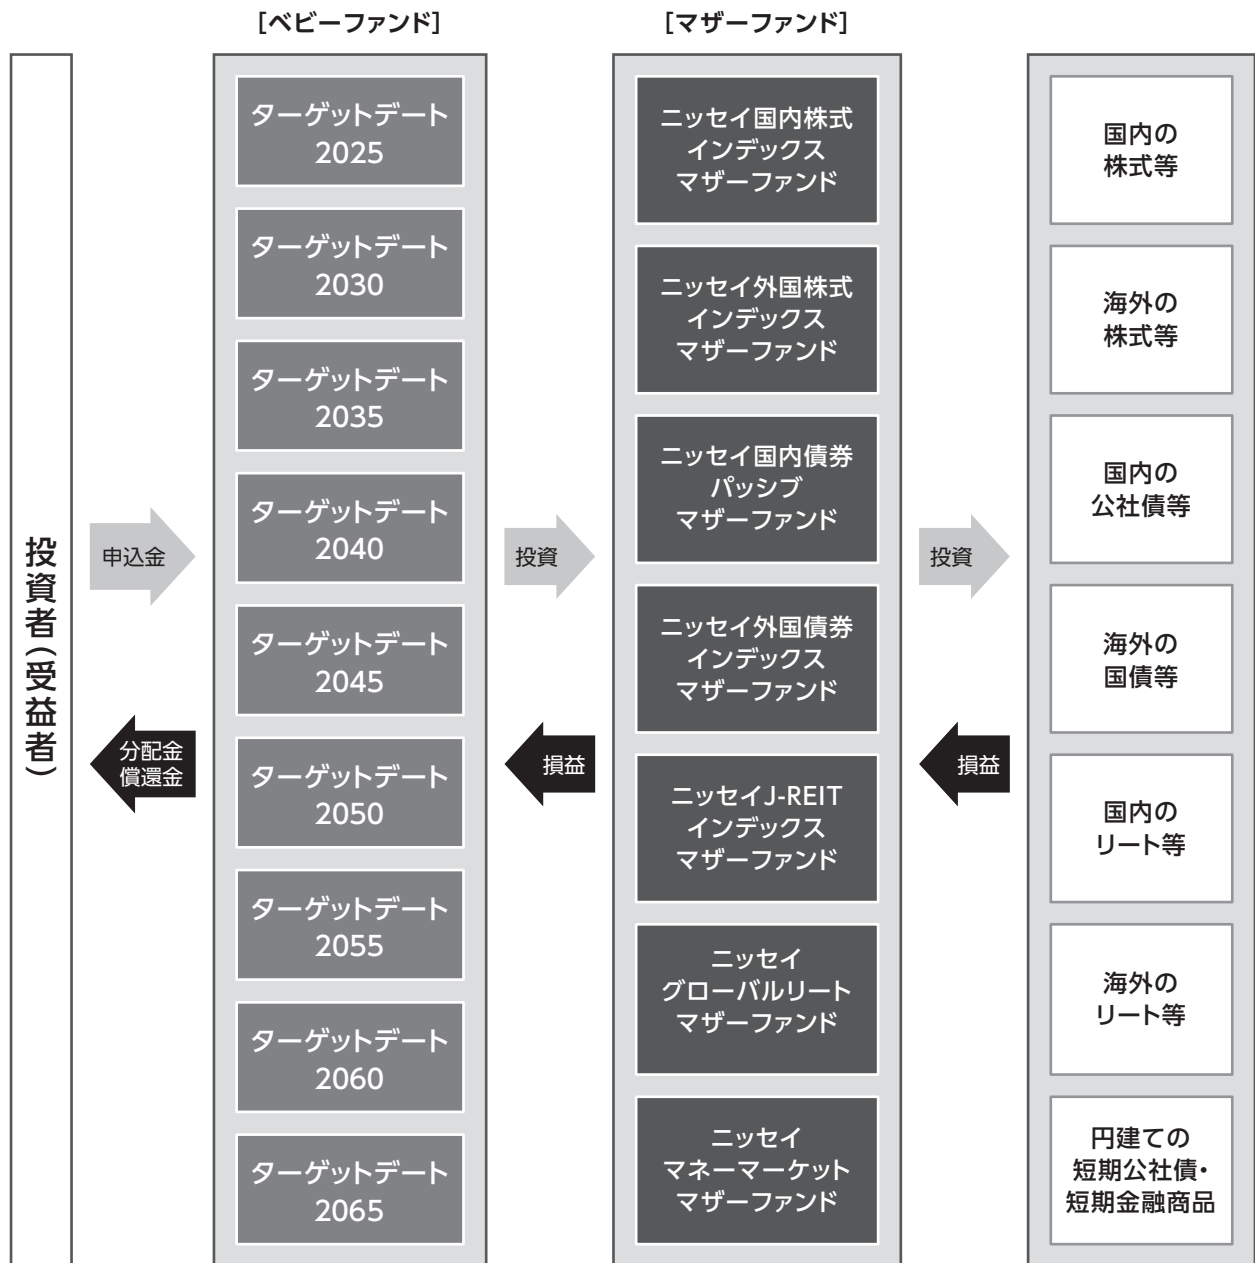 [ベビーファンド]
[マザーファンド]
投資者(受益者)
申込金
分配金
償還金
ターゲットデート
2025
ターゲットデート
2030
ターゲットデート
2035
ターゲットデート
2040
ターゲットデート
2045
ターゲットデート
2050
ターゲットデート
2055
ターゲットデート
2060
ターゲットデート
2065
投資
損益
ニッセイ国内株式
インデックス
マザーファンド
ニッセイ外国株式
インデックス
マザーファンド
ニッセイ国内債券
パッシブ
マザーファンド
ニッセイ外国債券
インデックス
マザーファンド
ニッセイJ-REIT
インデックス
マザーファンド
ニッセイ
グローバルリート
マザーファンド
ニッセイ
マネーマーケット
マザーファンド
投資
損益
国内の
株式等
海外の
株式等
国内の
公社債等
海外の
国債等
国内の
リート等
海外の
リート等
円建ての
短期公社債・
短期金融商品